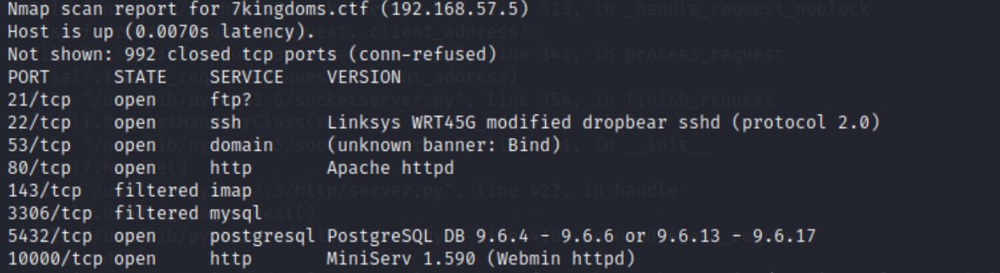 Nmap scan report for 7kingdoms.ctf (192.168.57.5)
Host is up (0.0070s latency).
Not shown: 992 closed tcp ports (conn-refused)
PORT STATE SERVICE VERSION
21/tcp open ftp?
22/tcp open ssh Linksys WRT45G modified dropbear sshd (protocol 2.0)
53/tcp open domain (unknown banner: Bind)
80/tcp open http Apache httpd
143/tcp filtered imap
3306/tcp filtered mysql
5432/tcp open postgresql PostgreSQL DB 9.6.4 - 9.6.6 or 9.6.13 - 9.6.17
10000/tcp open http MiniServ 1.590 (Webmin httpd)